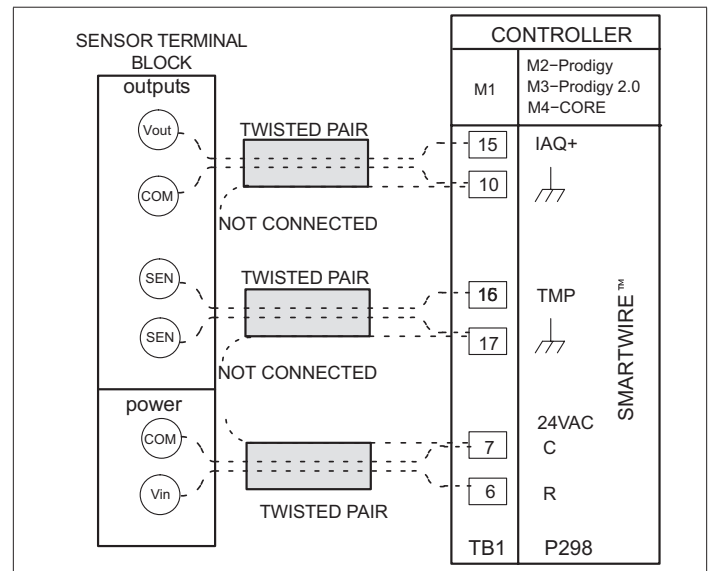 SENSOR TERMINAL
BLOCK
outputs
Vout
COM
SEN
SEN
power
COM
Vin
TWISTED PAIR
NOT CONNECTED
TWISTED PAIR
NOT CONNECTED
TWISTED PAIR
CONTROLLER
M1
M2−Prodigy
M3−Prodigy 2.0
M4−CORE
15 IAQ+
10
16 TMP
17
24VAC
7 C
6 R
TB1 P298
SMARTWIRE™